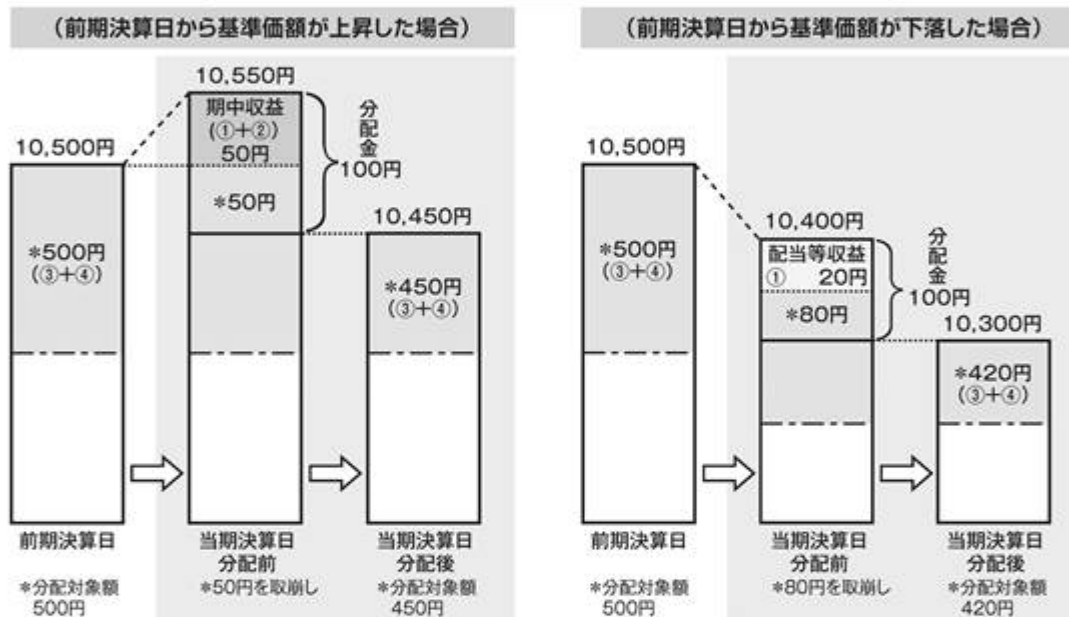 (前期決算日から基準価額が上昇した場合)
10,550円
期中収益
(①+②)
50円
分配金
100円
10,500円
*50円
10,450円
*500円
(③+④)
*450円
(③+④)
前期決算日
当期決算日
分配前
当期決算日
分配後
*分配対象額
500円
*50円を取崩し
*分配対象額
450円
(前期決算日から基準価額が下落した場合)
10,500円
10,400円
配当等収益
① 20円
分配金
100円
*500円
(③+④)
*80円
10,300円
*420円
(③+④)
前期決算日
当期決算日
分配前
当期決算日
分配後
*分配対象額
500円
*80円を取崩し
*分配対象額
420円